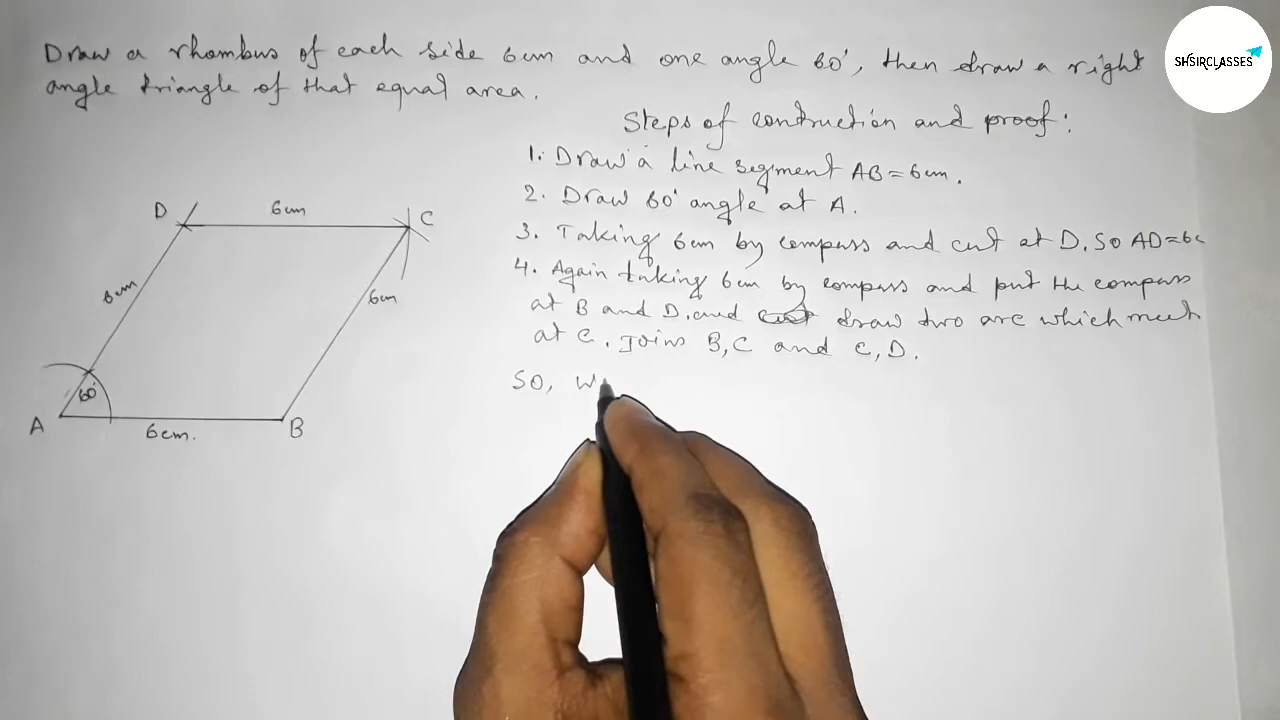 Draw a rhombus of each side 6cm and one angle 60°, then draw a right
angle triangle of that equal area.
SHSIRCLASSES
Steps of contruction and proof:
1. Draw a line segment AB=6cm.
2. Draw 60° angle at A.
3. Taking 6cm by compass and cut at D. So AD=6c
4. Again taking 6cm by compass and put the compass
at B and D. and draw two arc which meet
at C. Joins B,C and C,D.
So, w
D
6cm
C
6cm
6cm
60°
A
6cm.
B